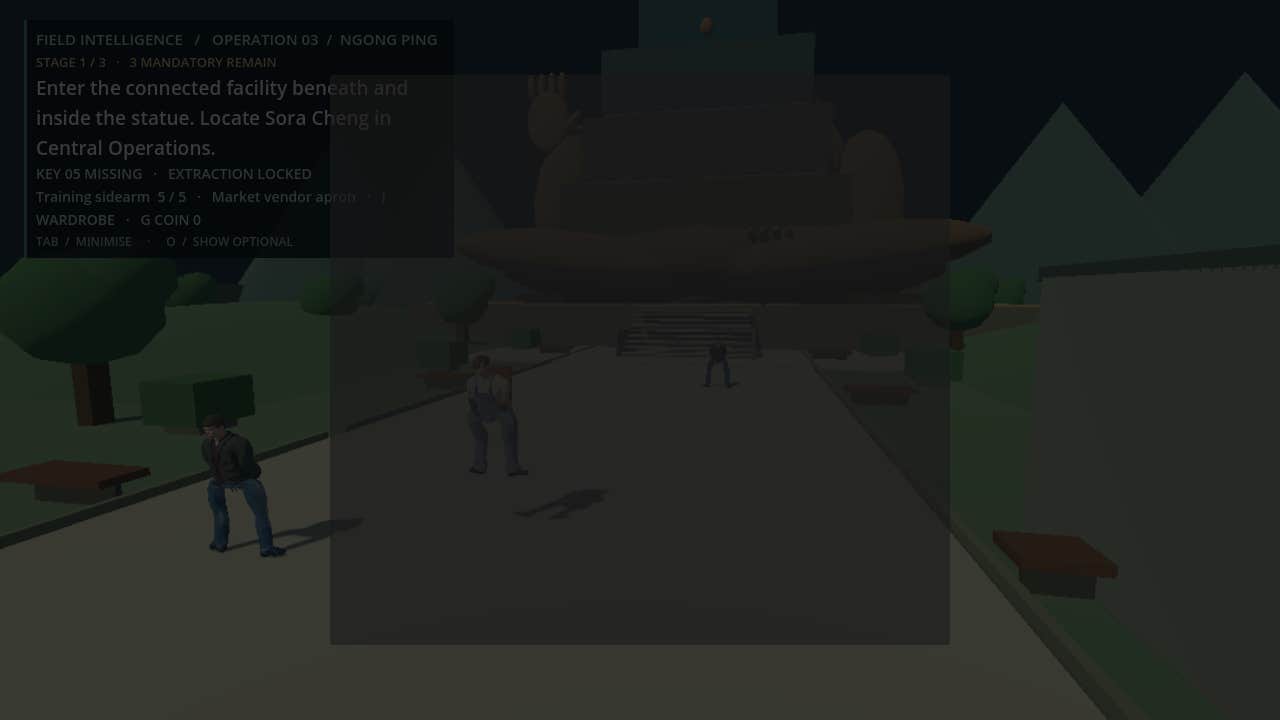 FIELD INTELLIGENCE / OPERATION 03 / NGONG PING
STAGE 1 / 3 · 3 MANDATORY REMAIN
Enter the connected facility beneath and
inside the statue. Locate Sora Cheng in
Central Operations.
KEY 05 MISSING · EXTRACTION LOCKED
Training sidearm 5 / 5 · Market vendor apron · I
WARDROBE · G COIN 0
TAB / MINIMISE · O / SHOW OPTIONAL